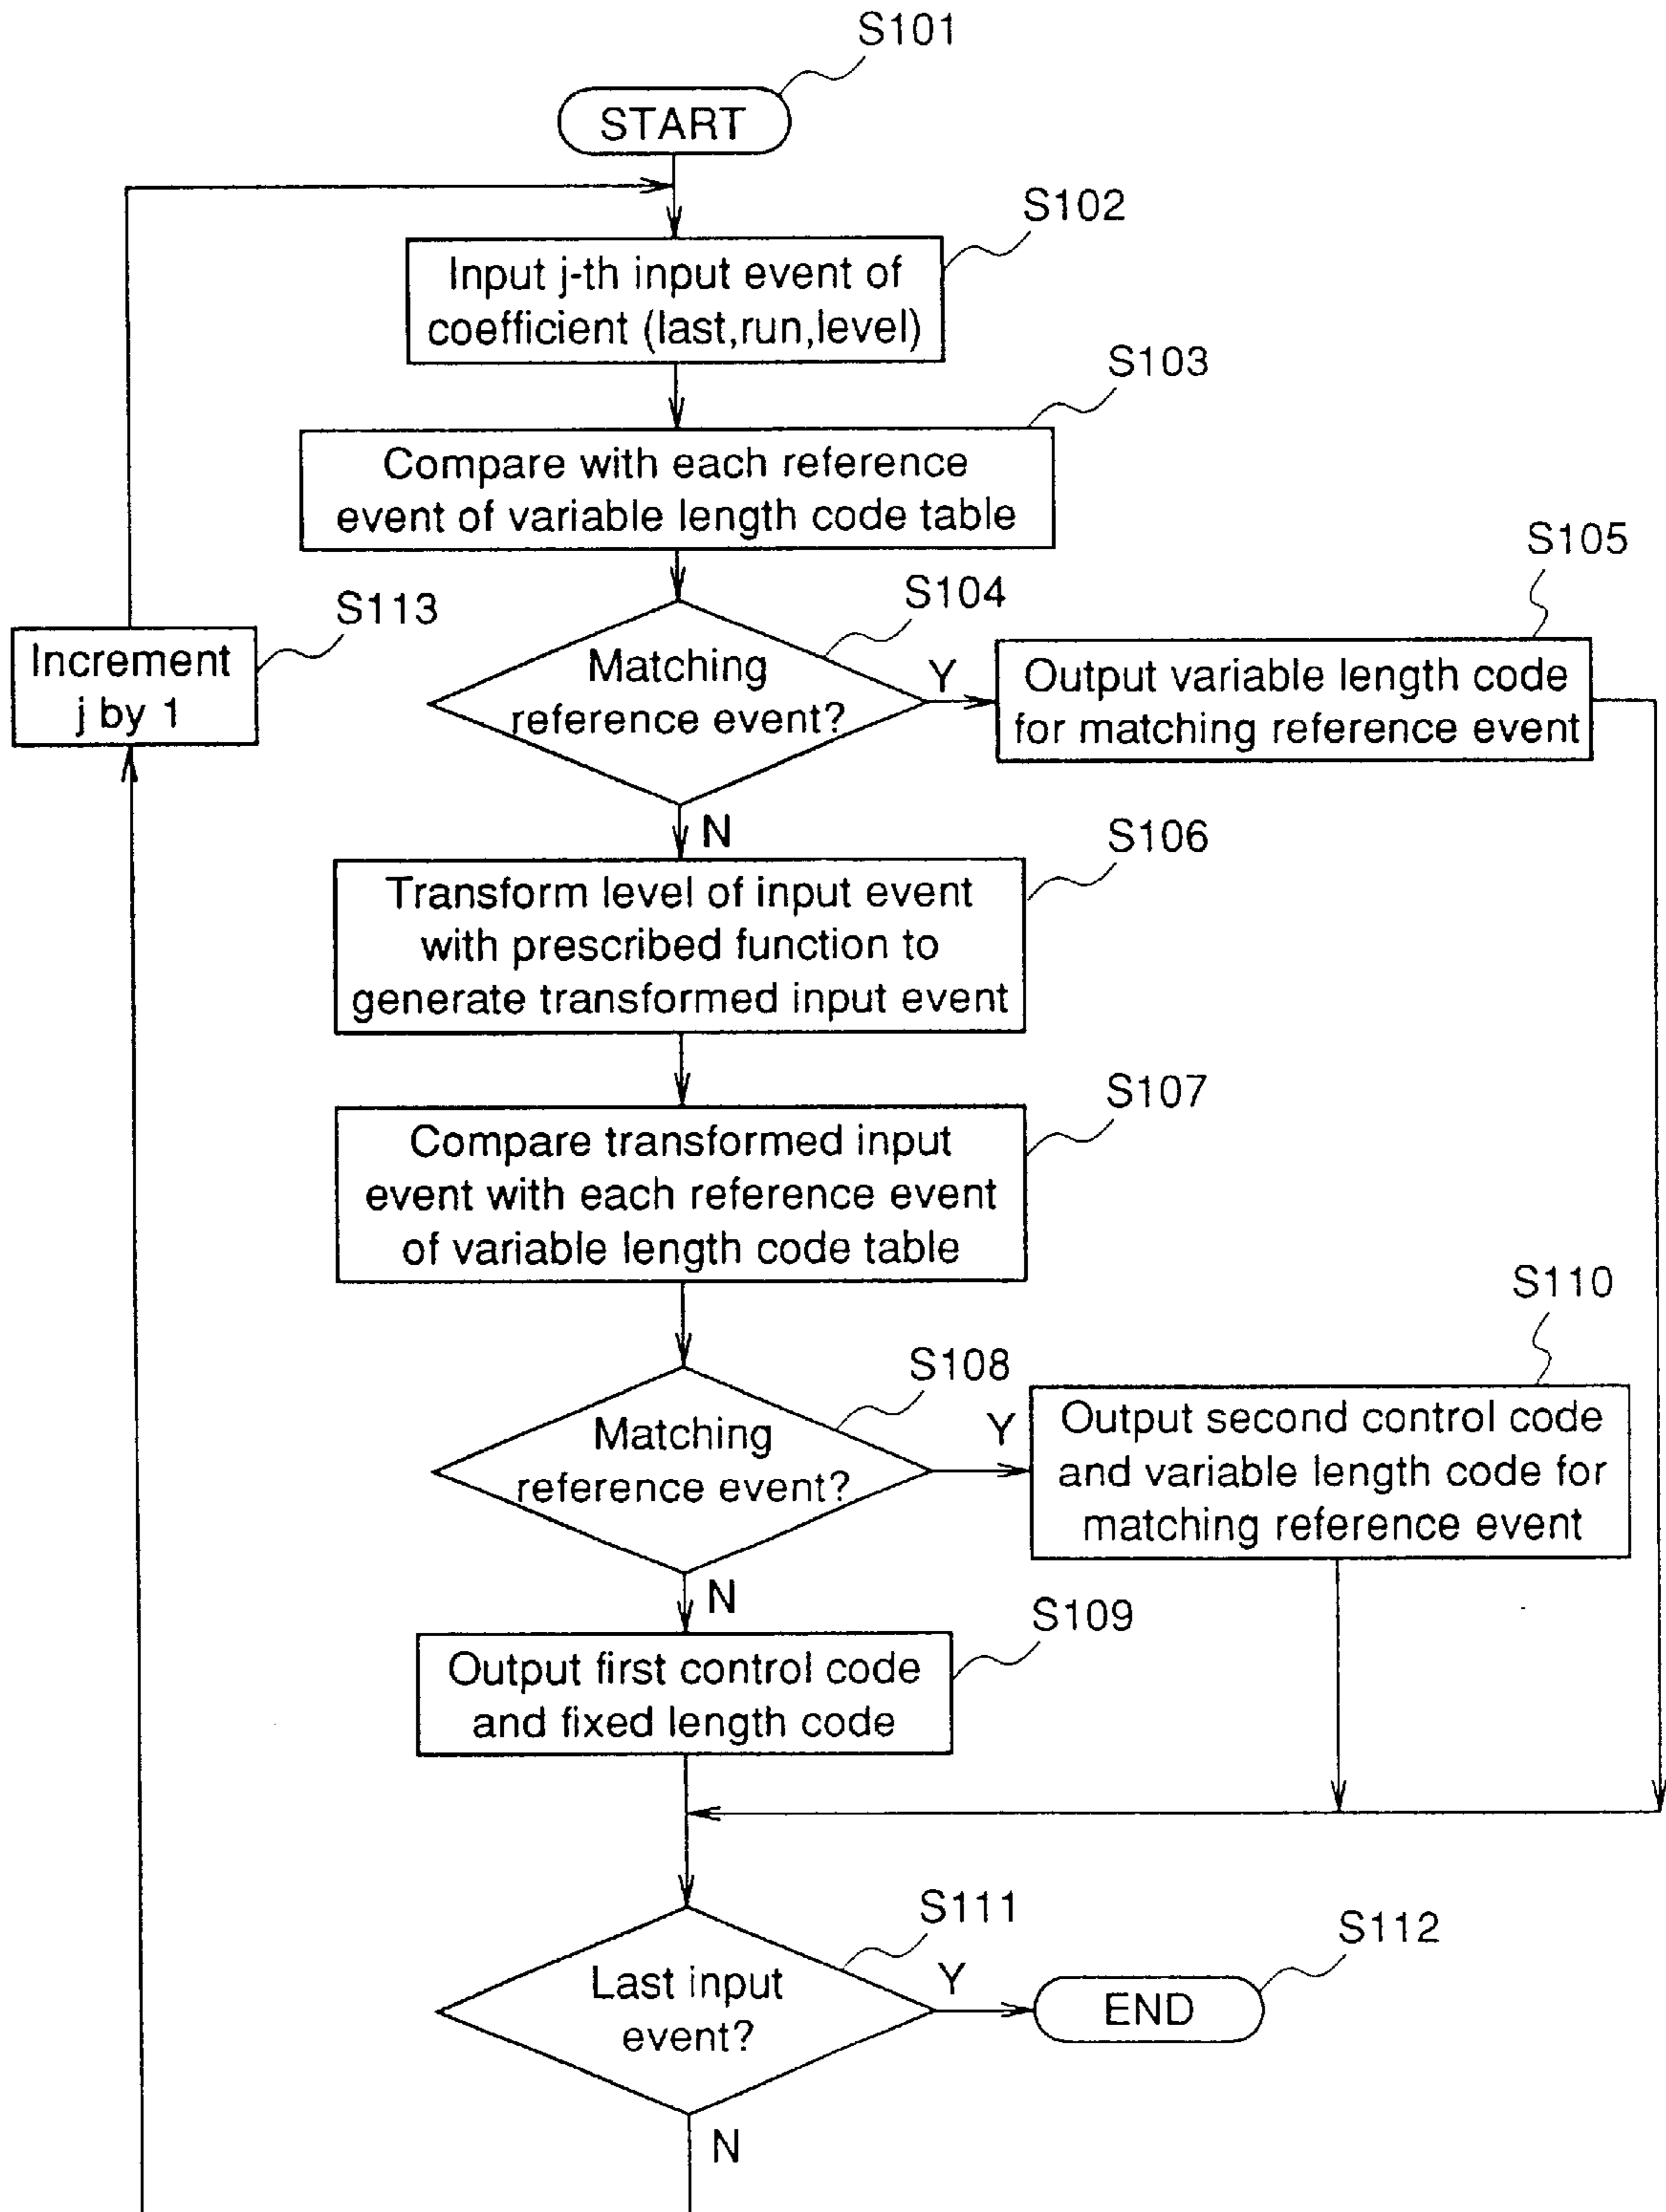 S101
START
S102
Input j-th input event of
coefficient (last,run,level)
S103
Compare with each reference
event of variable length code table
S104
Matching
reference event?
Y
S105
Output variable length code
for matching reference event
S113
Increment
j by 1
N
S106
Transform level of input event
with prescribed function to
generate transformed input event
S107
Compare transformed input
event with each reference event
of variable length code table
S108
Matching
reference event?
Y
S110
Output second control code
and variable length code for
matching reference event
N
S109
Output first control code
and fixed length code
S111
Last input
event?
Y
S112
END
N